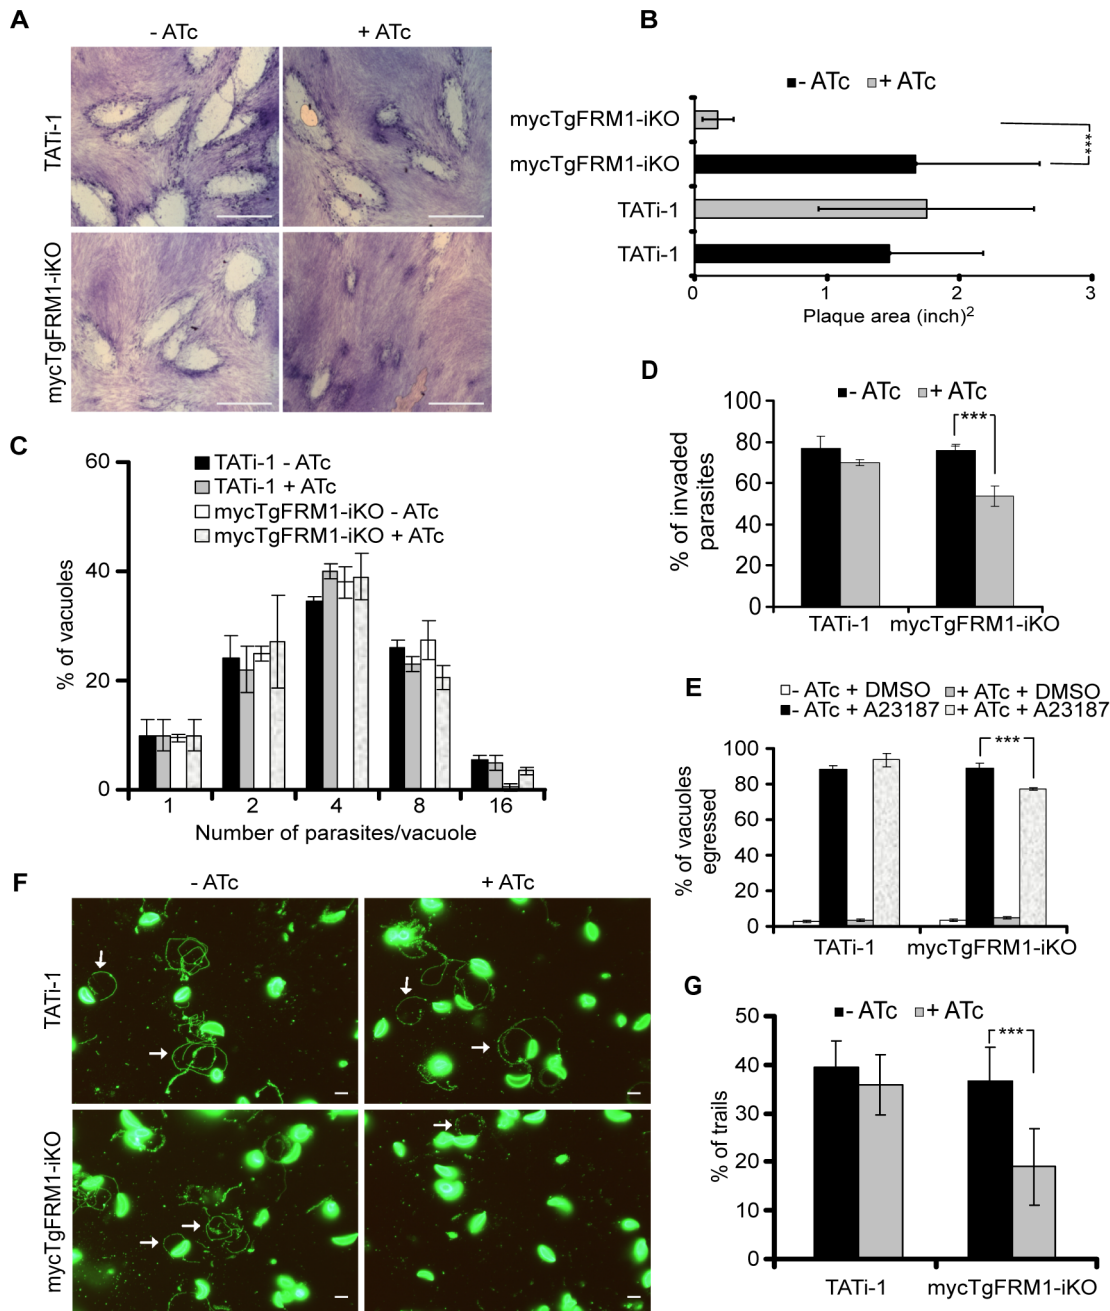 A
- ATc
+ ATc
TATi-1
mycTgFRM1-iKO
B
- ATc
+ ATc
mycTgFRM1-iKO
mycTgFRM1-iKO
TATi-1
TATi-1
***
0
1
2
3
Plaque area (inch)2
C
TATi-1 - ATc
TATi-1 + ATc
mycTgFRM1-iKO - ATc
mycTgFRM1-iKO + ATc
% of vacuoles
60
40
20
0
1
2
4
8
16
Number of parasites/vacuole
D
- ATc
+ ATc
% of invaded
parasites
100
80
60
40
20
0
***
TATi-1
mycTgFRM1-iKO
E
- ATc + DMSO
+ ATc + DMSO
- ATc + A23187
+ ATc + A23187
% of vacuoles
egressed
100
80
60
40
20
0
***
TATi-1
mycTgFRM1-iKO
F
- ATc
+ ATc
TATi-1
mycTgFRM1-iKO
G
- ATc
+ ATc
% of trails
50
40
30
20
10
0
***
TATi-1
mycTgFRM1-iKO